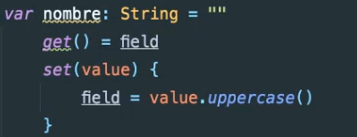 var nombre: String = ""
    get() = field
    set(value) {
        field = value.uppercase()
    }